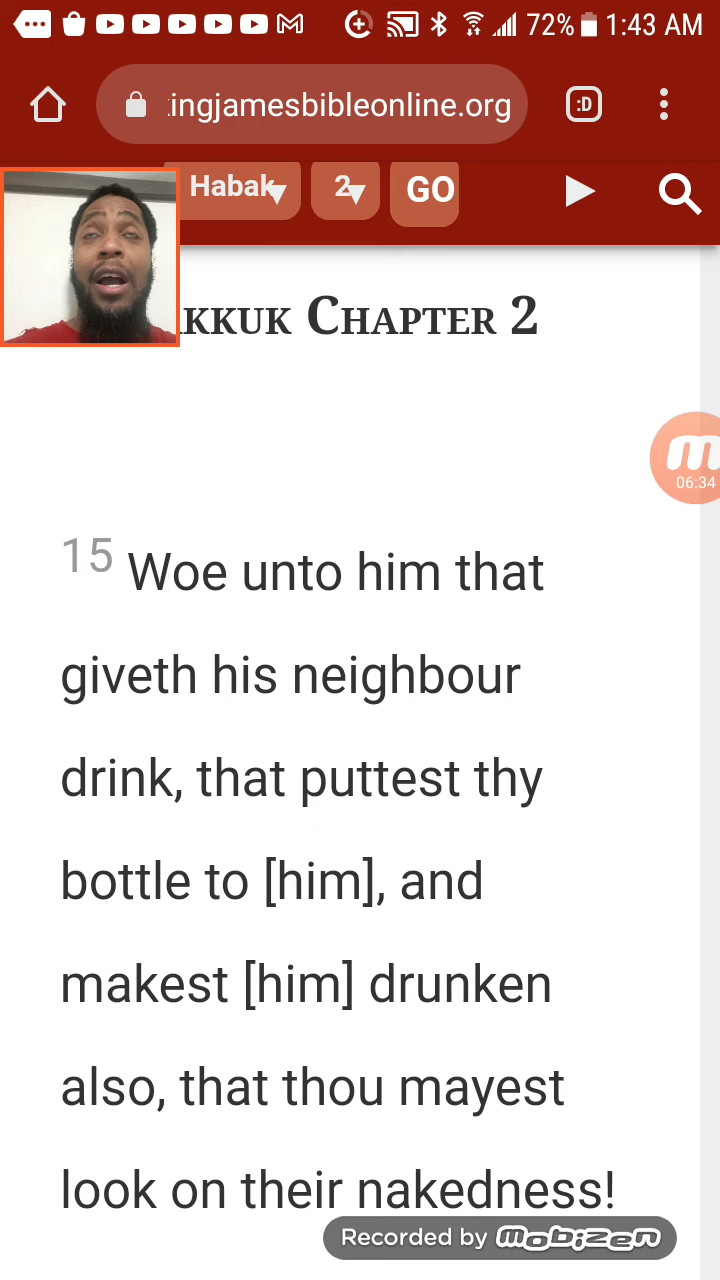 72% 1:43 AM
ingjamesbibleonline.org
:D
Habak 2 GO
kkuk Chapter 2
06:34
15 Woe unto him that
giveth his neighbour
drink, that puttest thy
bottle to [him], and
makest [him] drunken
also, that thou mayest
look on their nakedness!
Recorded by Mobizen